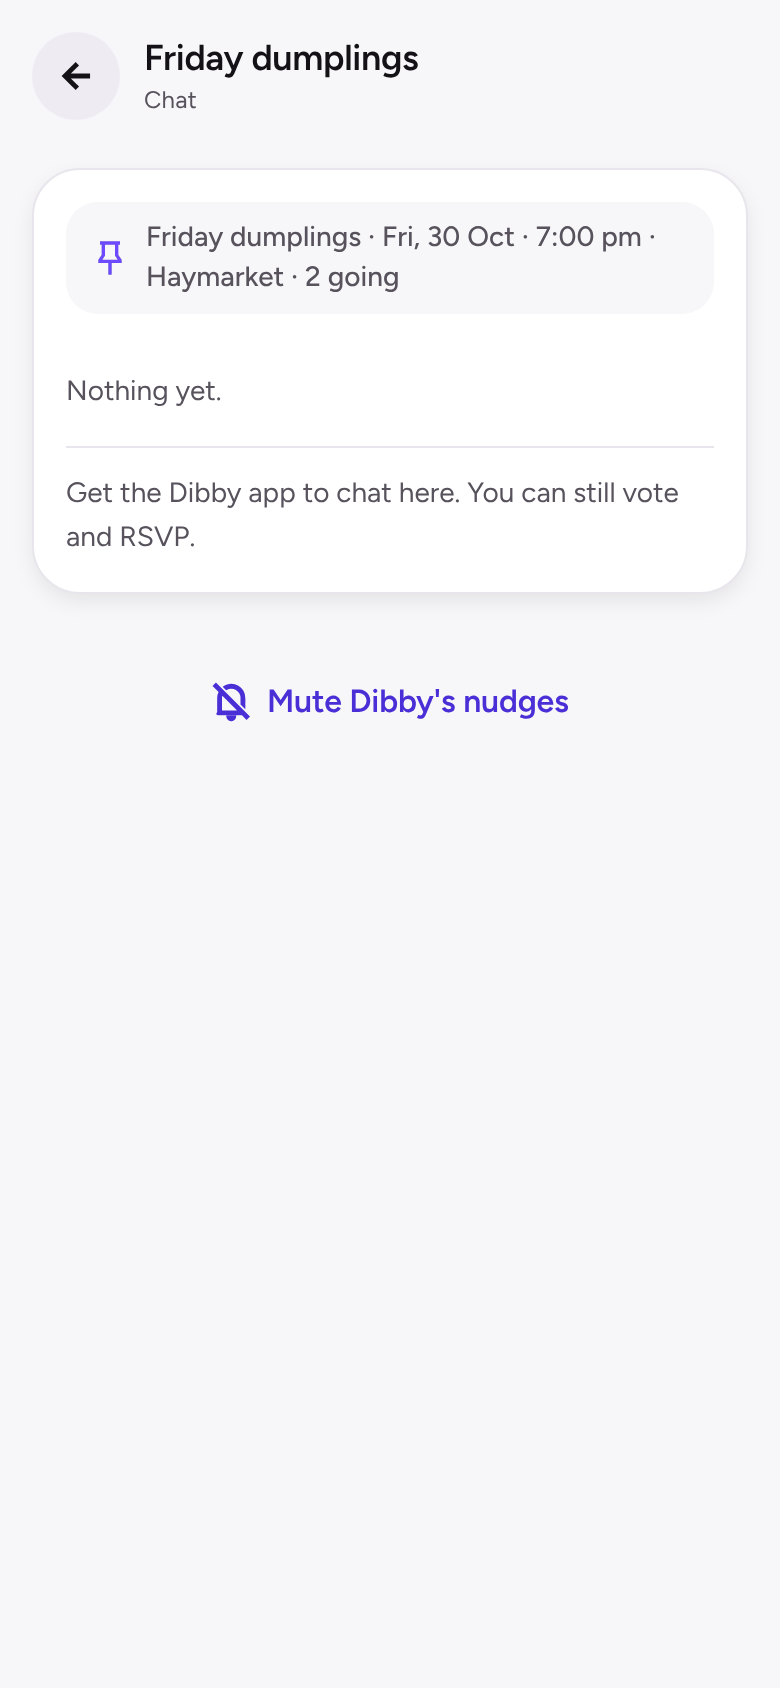 Friday dumplings
Chat
Friday dumplings · Fri, 30 Oct · 7:00 pm ·
Haymarket · 2 going
Nothing yet.
Get the Dibby app to chat here. You can still vote
and RSVP.
Mute Dibby's nudges